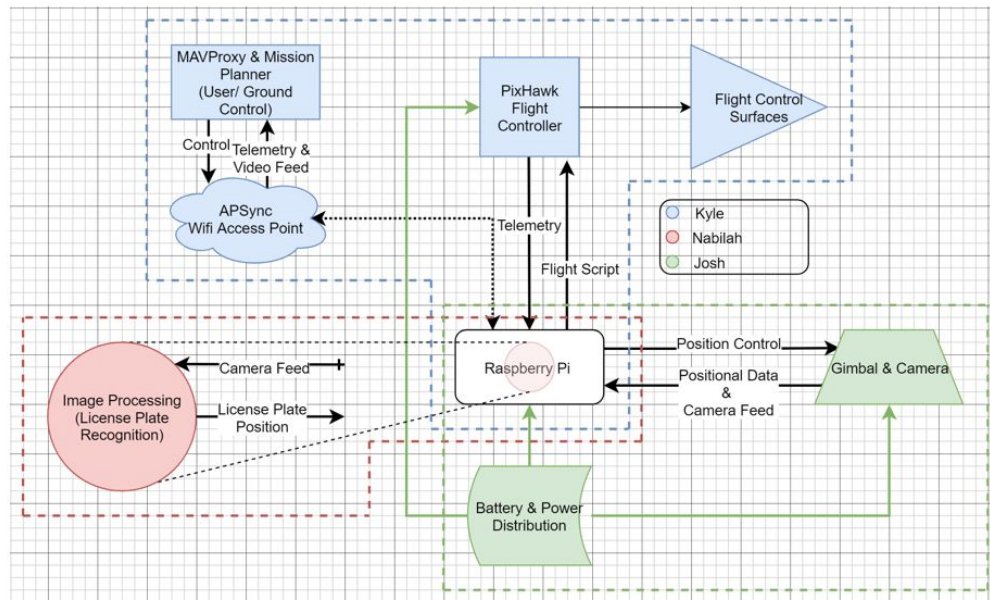 MAVProxy & Mission
Planner
(User/ Ground
Control)
Control
Telemetry &
Video Feed
APSync
Wifi Access Point
PixHawk
Flight
Controller
Flight Control
Surfaces
Telemetry
Flight Script
Kyle
Nabilah
Josh
Raspberry Pi
Position Control
Positional Data
&
Camera Feed
Gimbal & Camera
Image Processing
(License Plate
Recognition)
Camera Feed
License Plate
Position
Battery & Power
Distribution